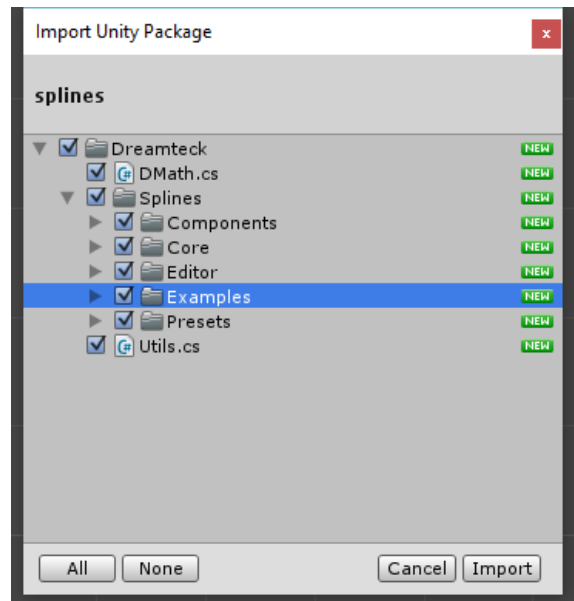 Import Unity Package x
splines
Dreamteck NEW
DMath.cs NEW
Splines NEW
Components NEW
Core NEW
Editor NEW
Examples NEW
Presets NEW
Utils.cs NEW
All None Cancel Import